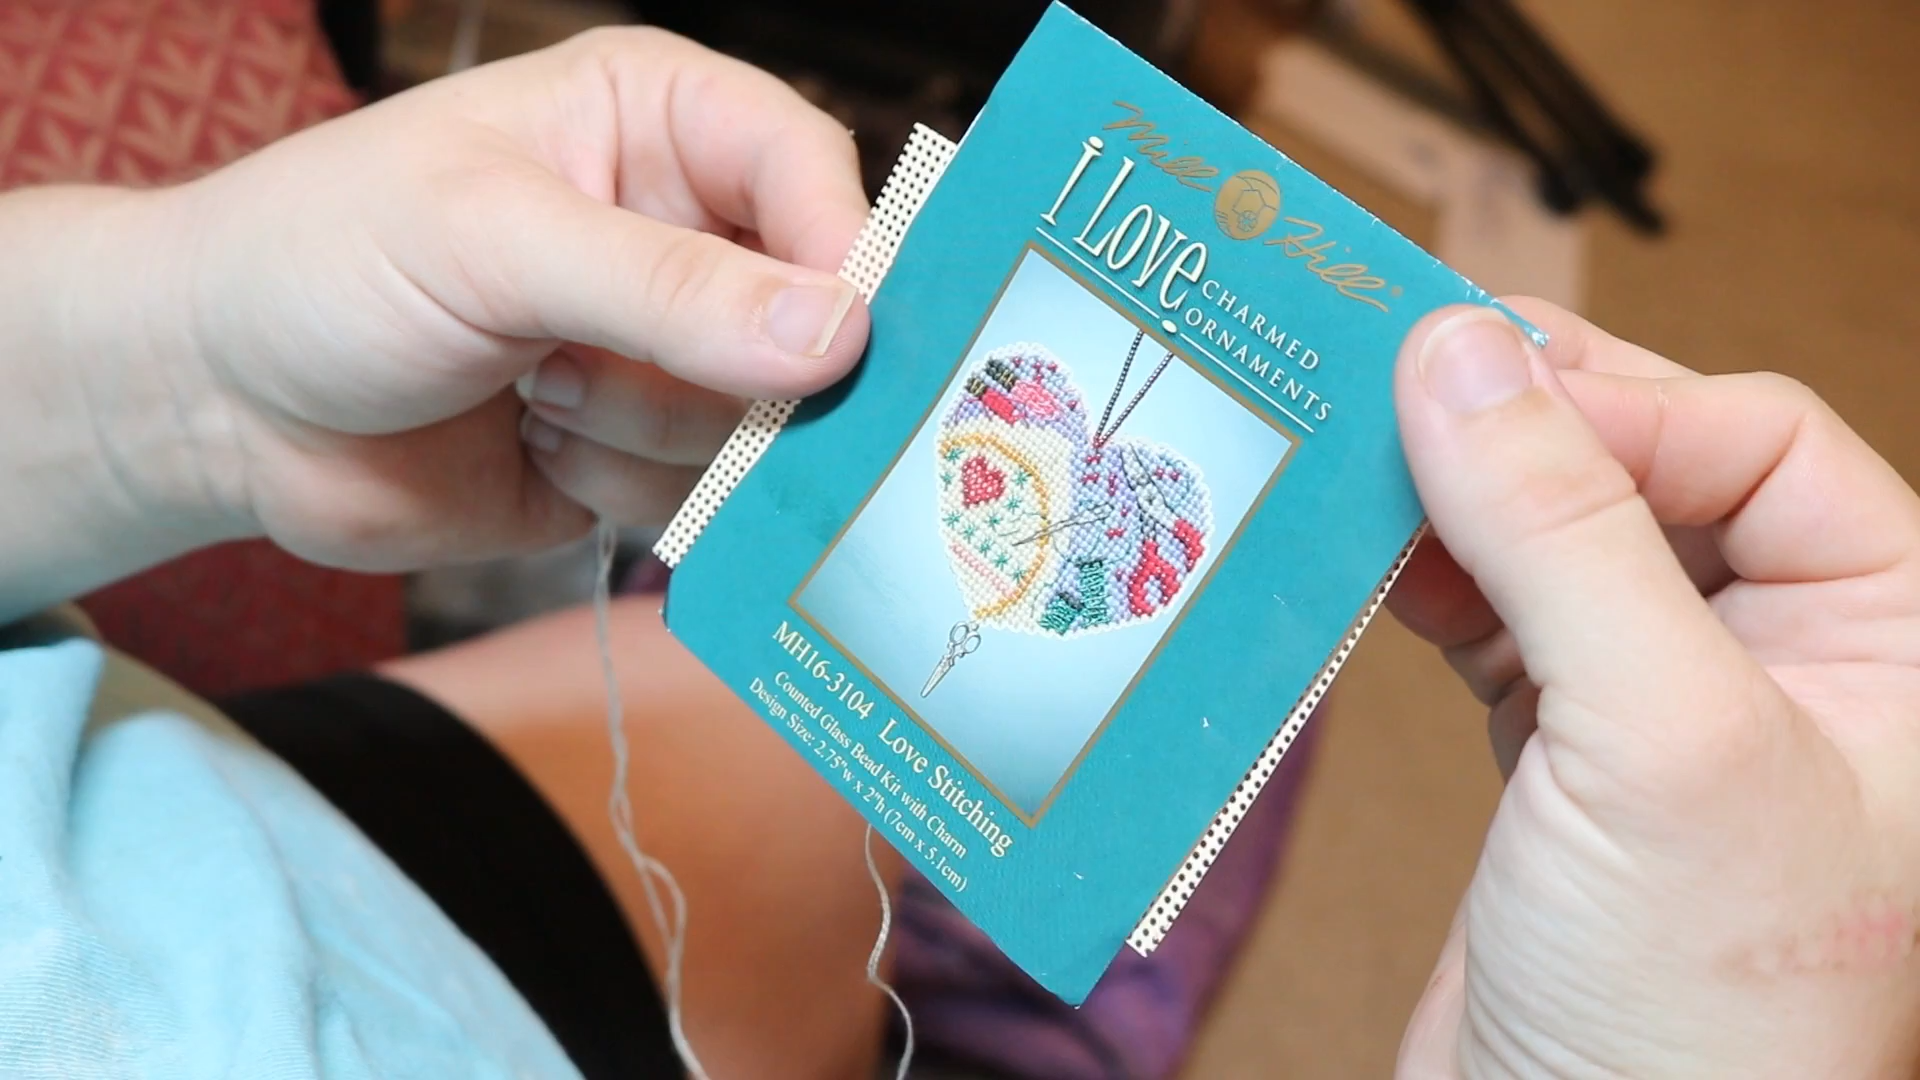 Mill Hill®
I Love CHARMED
ORNAMENTS
MH16-3104 Love Stitching
Counted Glass Bead Kit with Charm
Design Size: 2.75"w x 2"h (7cm x 5.1cm)